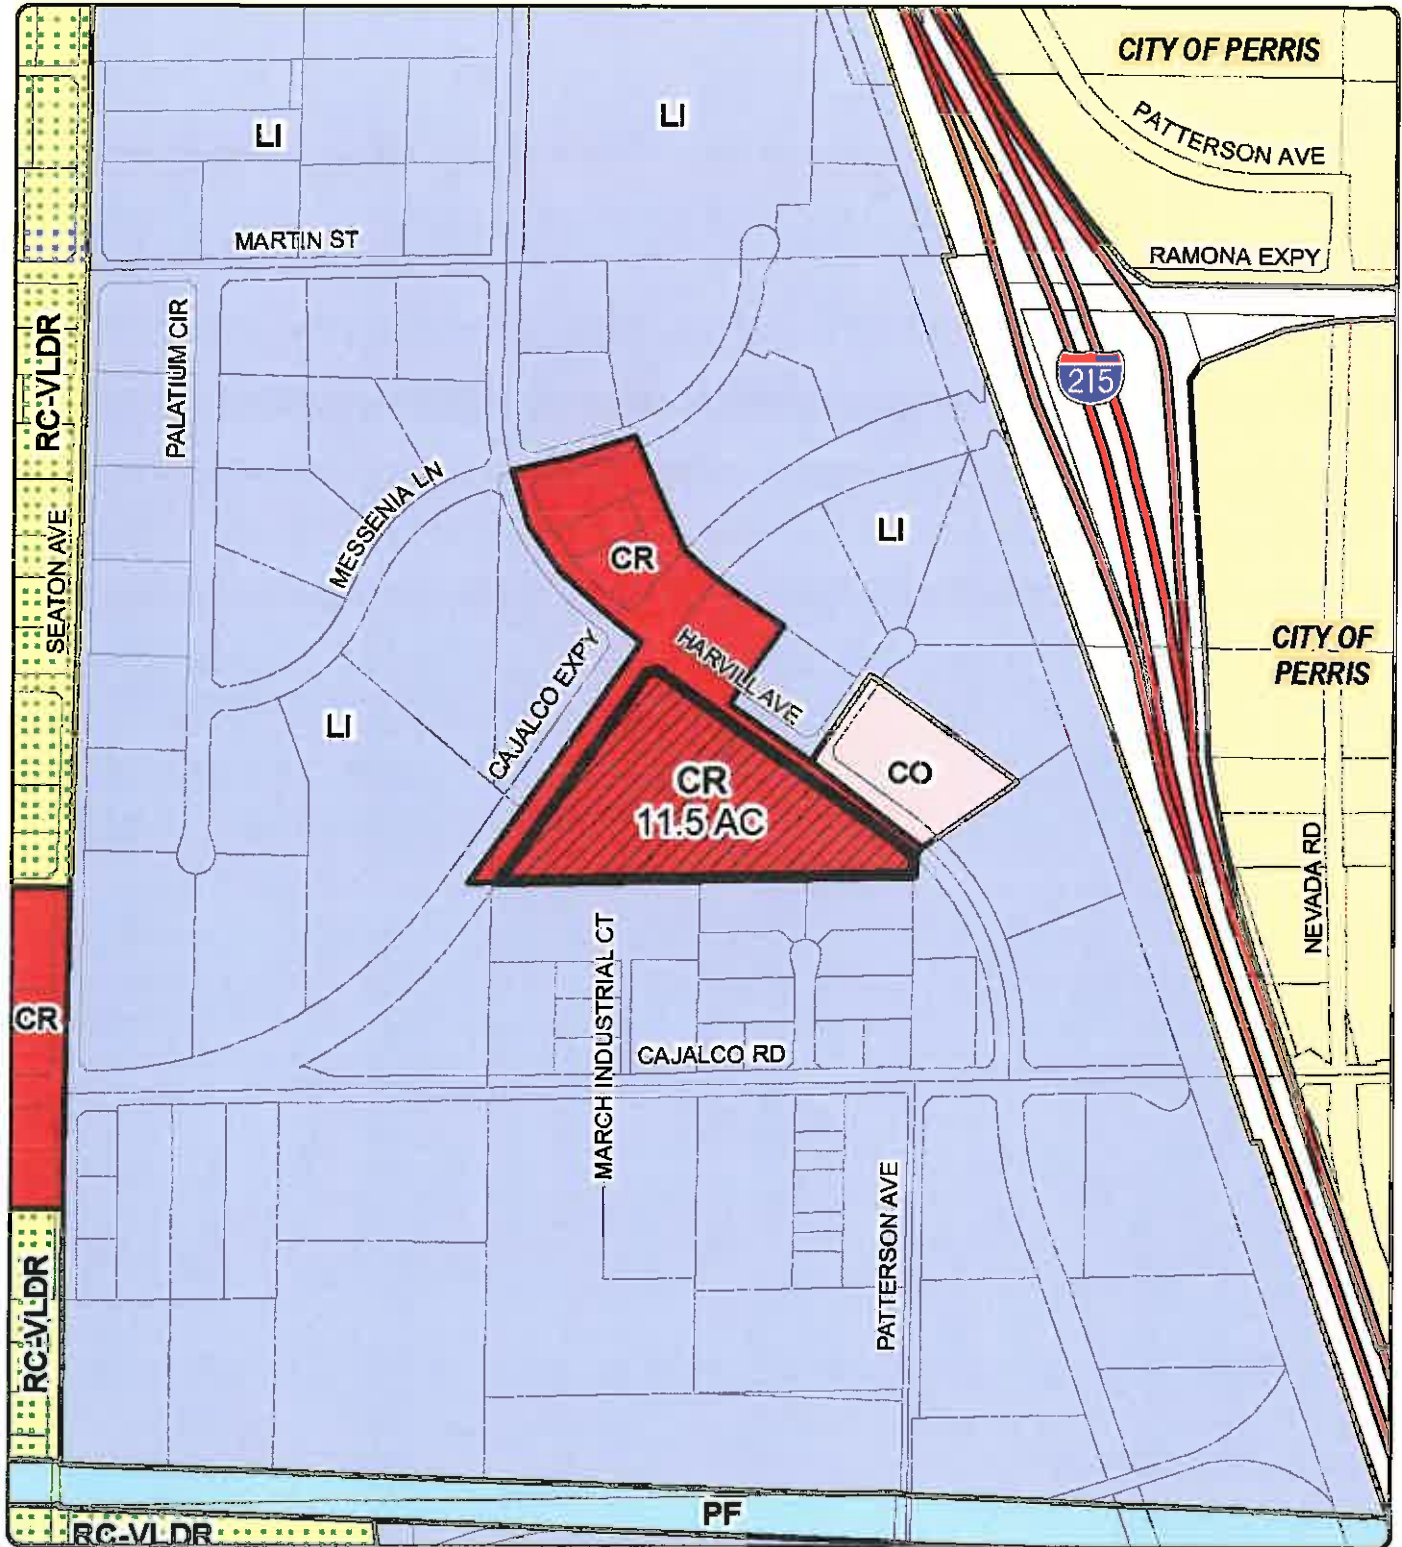 CITY OF PERRIS
PATTERSON AVE
LI
LI
MARTIN ST
RAMONA EXPY
PALATIUM CIR
RC-VLDR
215
MESSENIA LN
SEATON AVE
LI
CR
HARVILL AVE
CITY OF
PERRIS
CAJALCO EXPY
LI
CR
11.5 AC
CO
NEVADA RD
MARCH INDUSTRIAL CT
CR
CAJALCO RD
PATTERSON AVE
RC-VLDR
PF
RC-VLDR